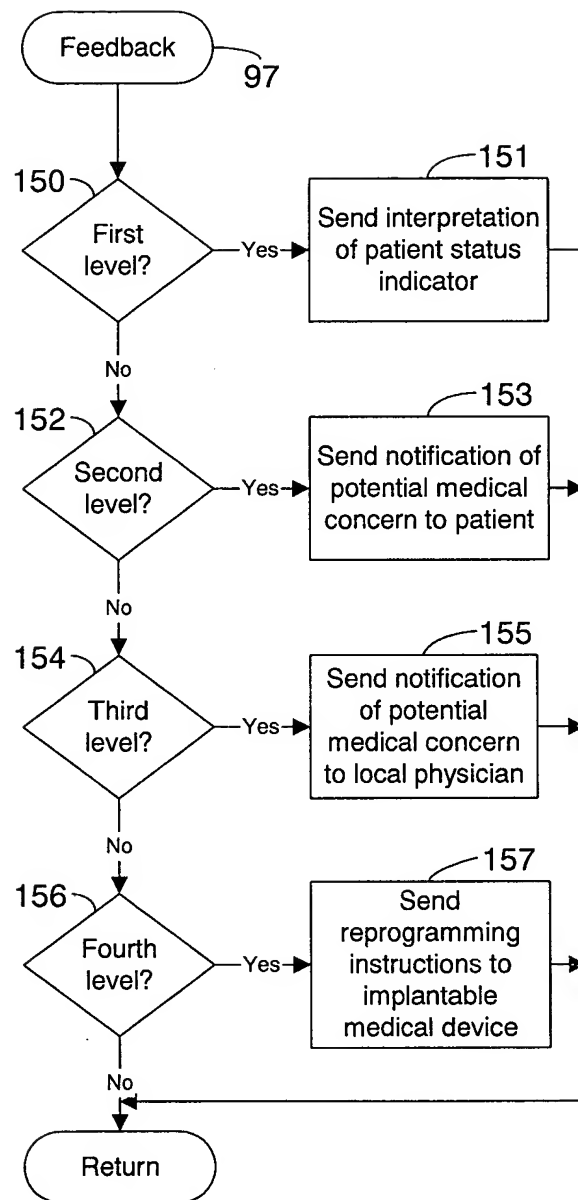 Feedback
97
150
First
level?
Yes
151
Send interpretation
of patient status
indicator
No
152
Second
level?
Yes
153
Send notification of
potential medical
concern to patient
No
154
Third
level?
Yes
155
Send notification
of potential
medical concern
to local physician
No
156
Fourth
level?
Yes
157
Send
reprogramming
instructions to
implantable
medical device
No
Return